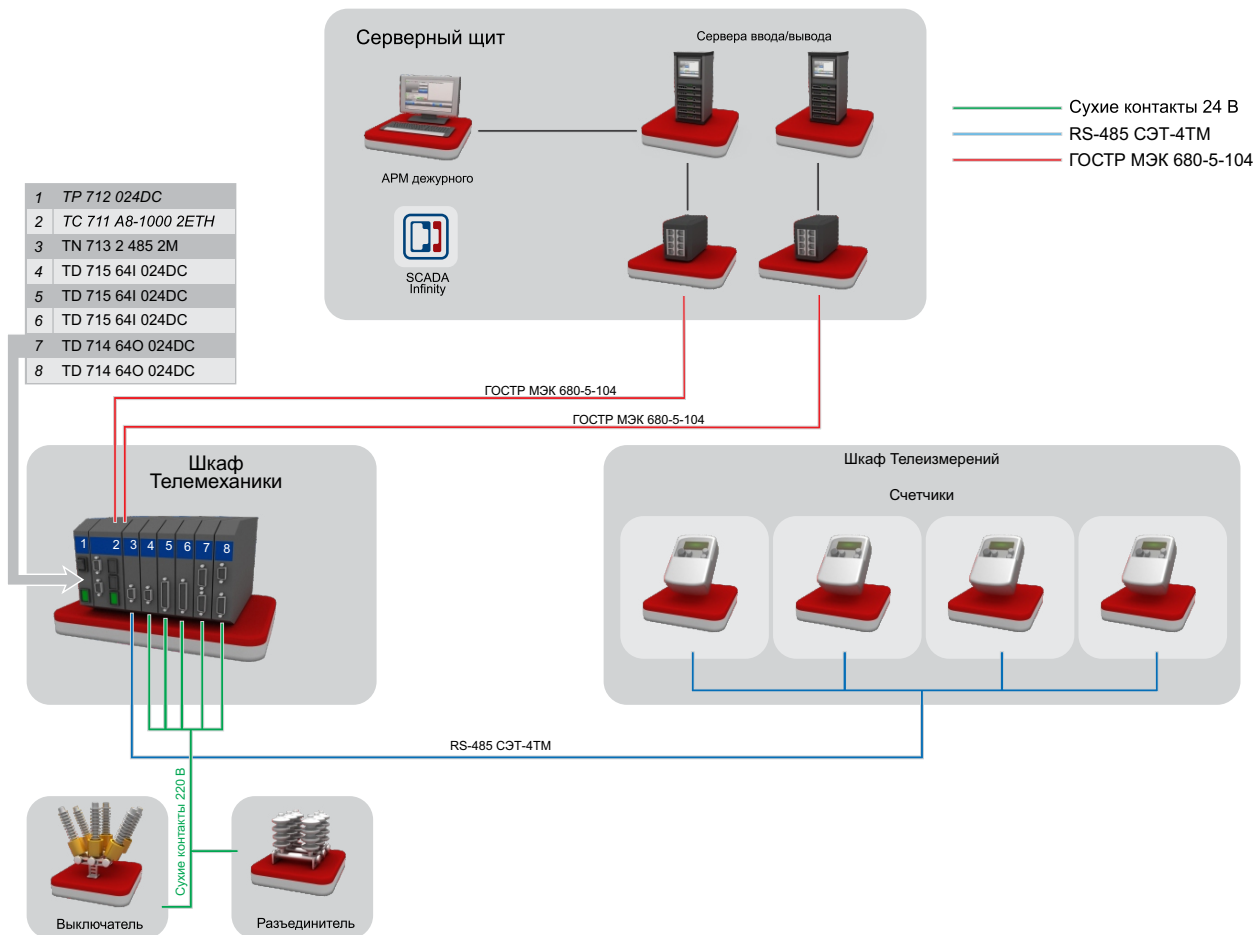 Серверный щит
Сервера ввода/вывода
АРМ дежурного
SCADA
Infinity
Сухие контакты 24 В
RS-485 СЭТ-4ТМ
ГОСТР МЭК 680-5-104
1 TP 712 024DC
2 TC 711 A8-1000 2ETH
3 TN 713 2 485 2M
4 TD 715 64I 024DC
5 TD 715 64I 024DC
6 TD 715 64I 024DC
7 TD 714 64O 024DC
8 TD 714 64O 024DC
ГОСТР МЭК 680-5-104
ГОСТР МЭК 680-5-104
Шкаф
Телемеханики
1 2 3 4 5 6 7 8
Шкаф Телеизмерений
Счетчики
RS-485 СЭТ-4ТМ
Сухие контакты 220 В
Выключатель
Разъединитель